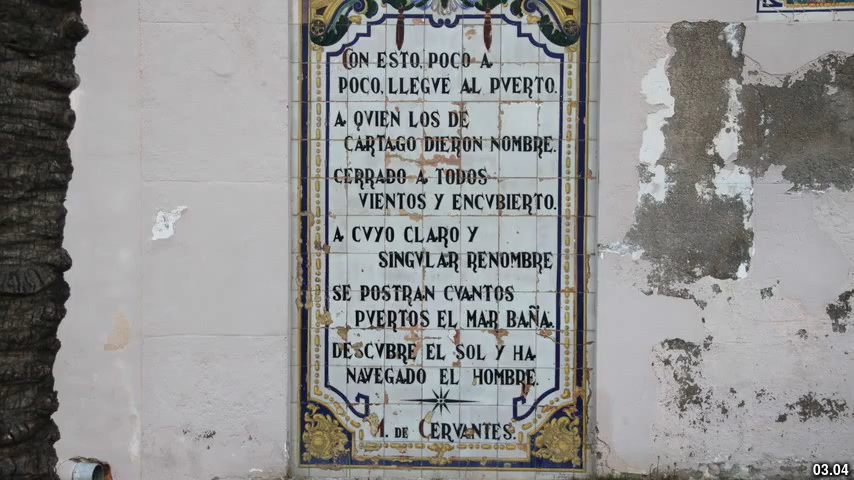 CON ESTO, POCO A
POCO, LLEGVE AL PVERTO.
A QVIEN LOS DE
CARTAGO DIERON NOMBRE.
CERRADO A TODOS
VIENTOS Y ENCVBIERTO.
A CVYO CLARO Y
SINGVLAR RENOMBRE
SE POSTRAN CVANTOS
PVERTOS EL MAR BAÑA.
DESCVBRE EL SOL Y HA
NAVEGADO EL HOMBRE.
M. DE CERVANTES.
03.04